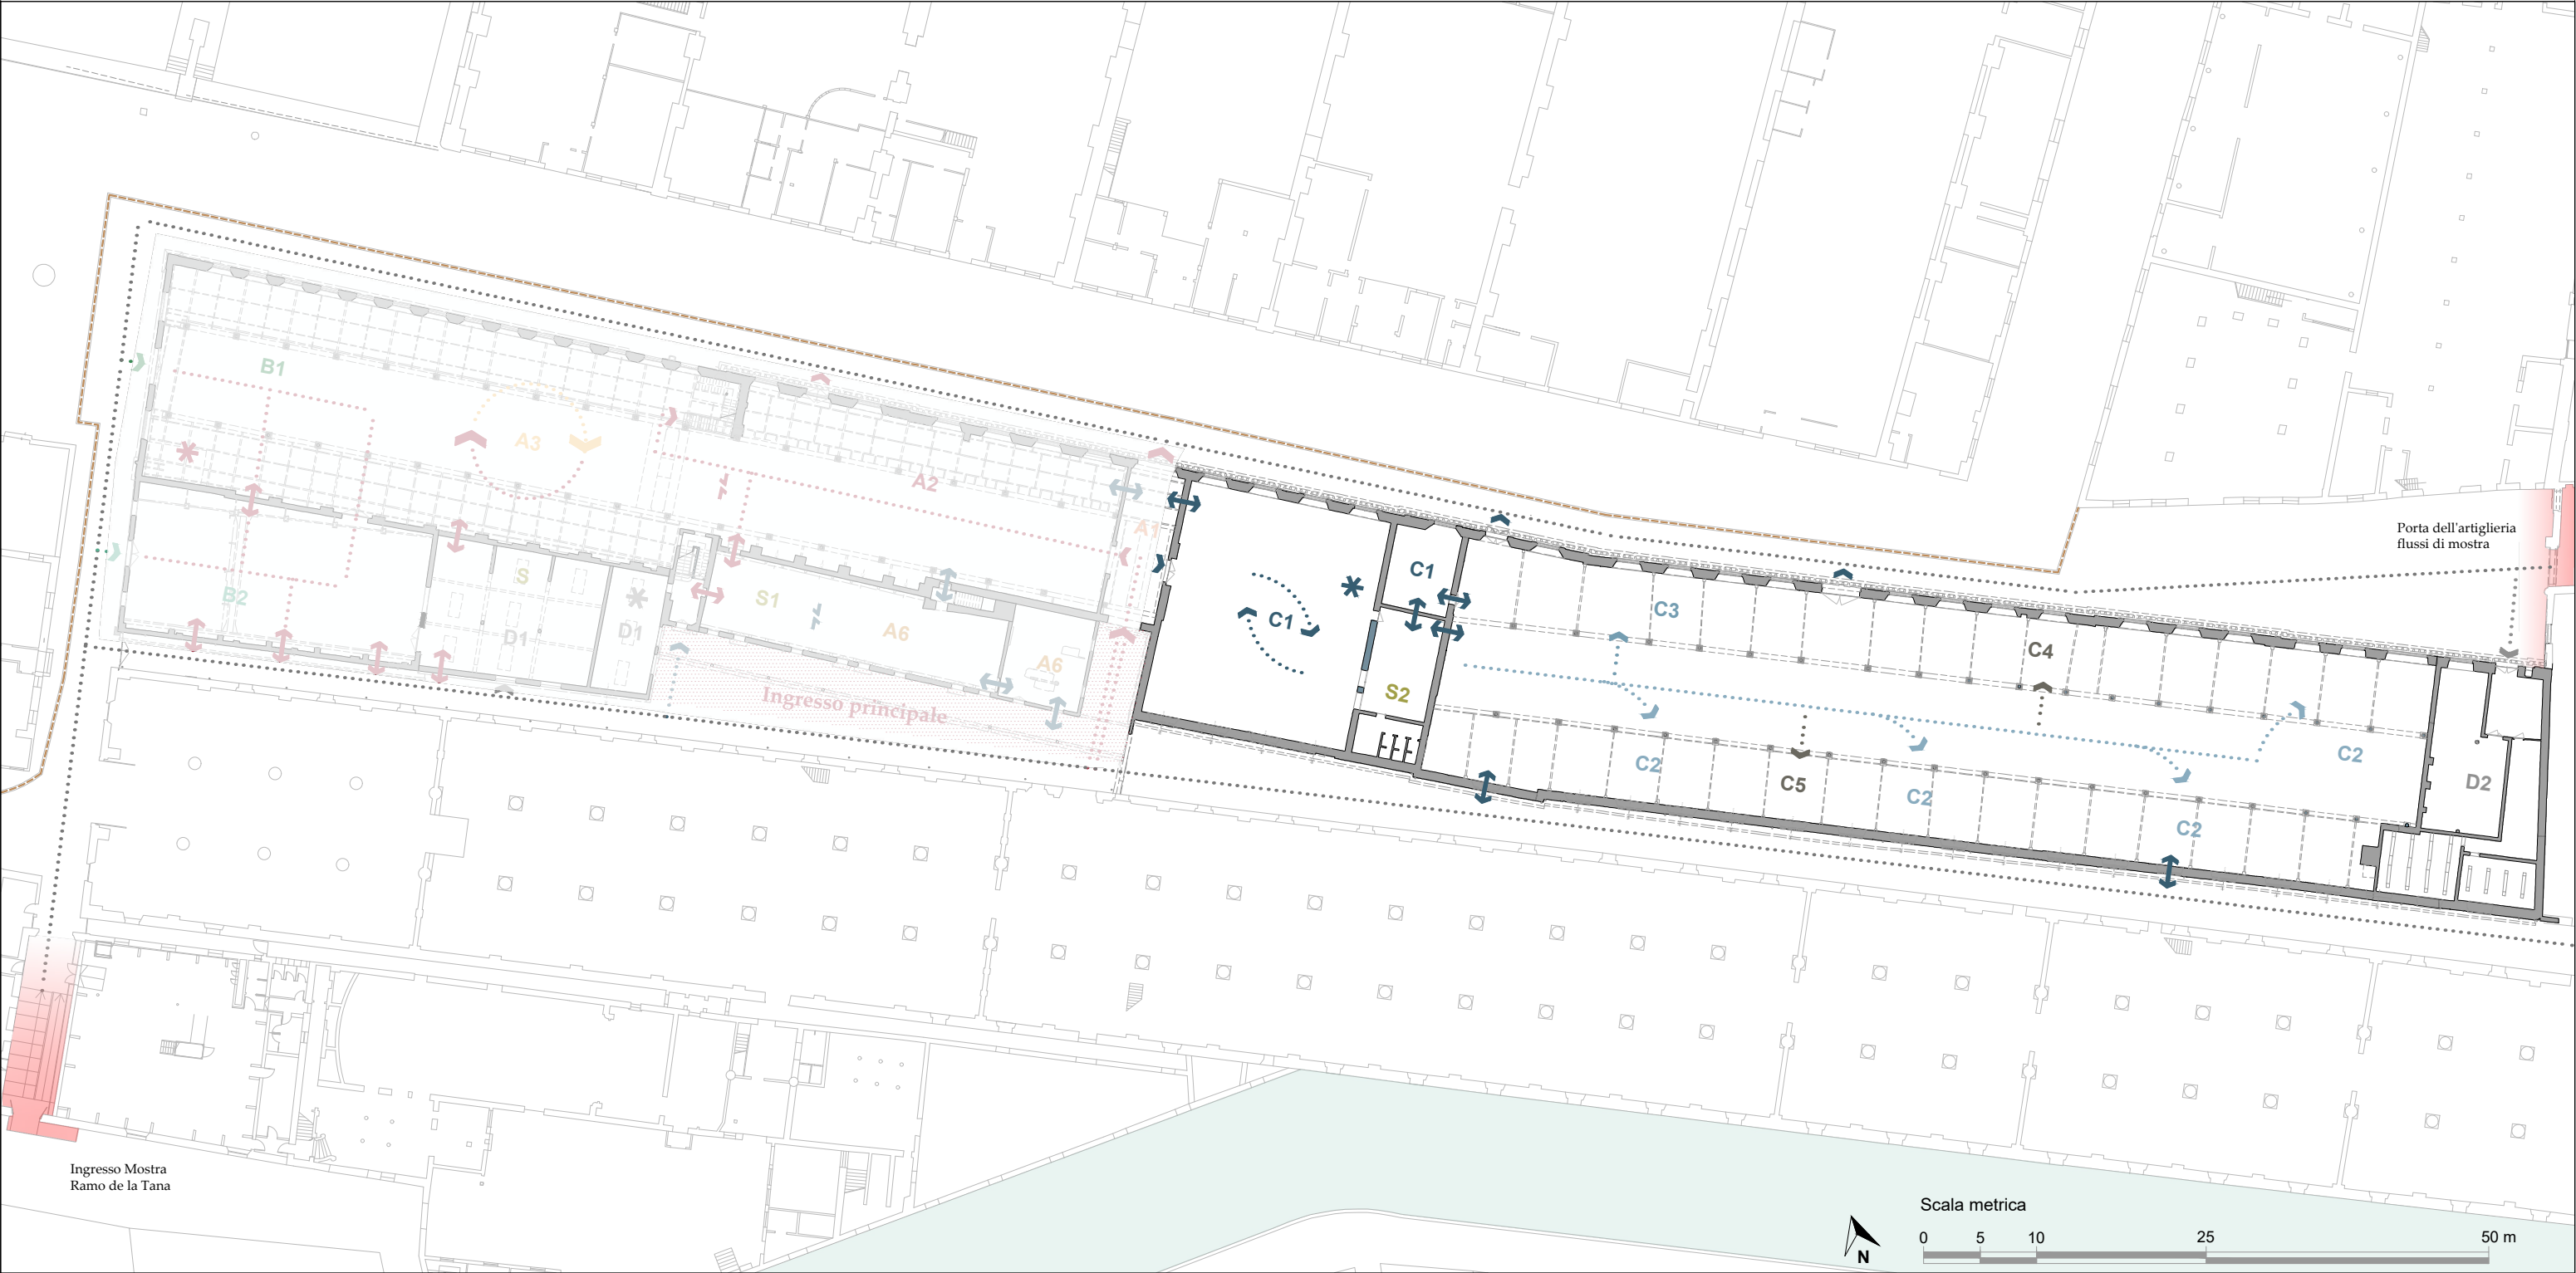 B1
A3
A2
A1
B2
S
D1
D1
S1
A6
A6
Ingresso principale
C1
C1
S2
C3
C4
C2
C5
C2
C2
C2
D2
Porta dell'artiglieria
flussi di mostra
Ingresso Mostra
Ramo de la Tana
Scala metrica
N
0 5 10 25 50 m